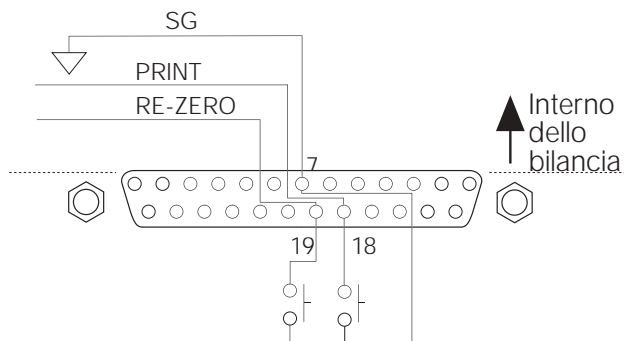 SG
PRINT
RE-ZERO
Interno
dello
bilancia
7
19 18